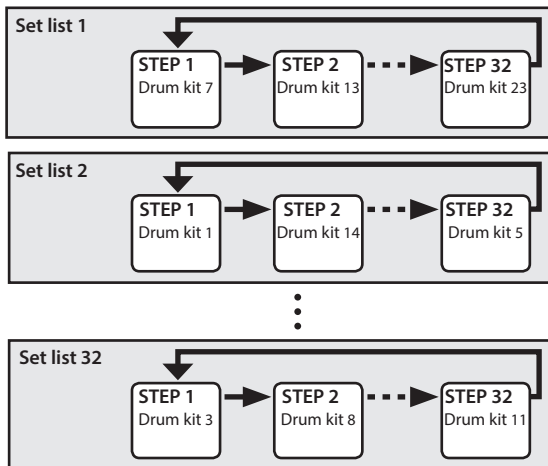 Set list 1
STEP 1
Drum kit 7
STEP 2
Drum kit 13
STEP 32
Drum kit 23
Set list 2
STEP 1
Drum kit 1
STEP 2
Drum kit 14
STEP 32
Drum kit 5
Set list 32
STEP 1
Drum kit 3
STEP 2
Drum kit 8
STEP 32
Drum kit 11